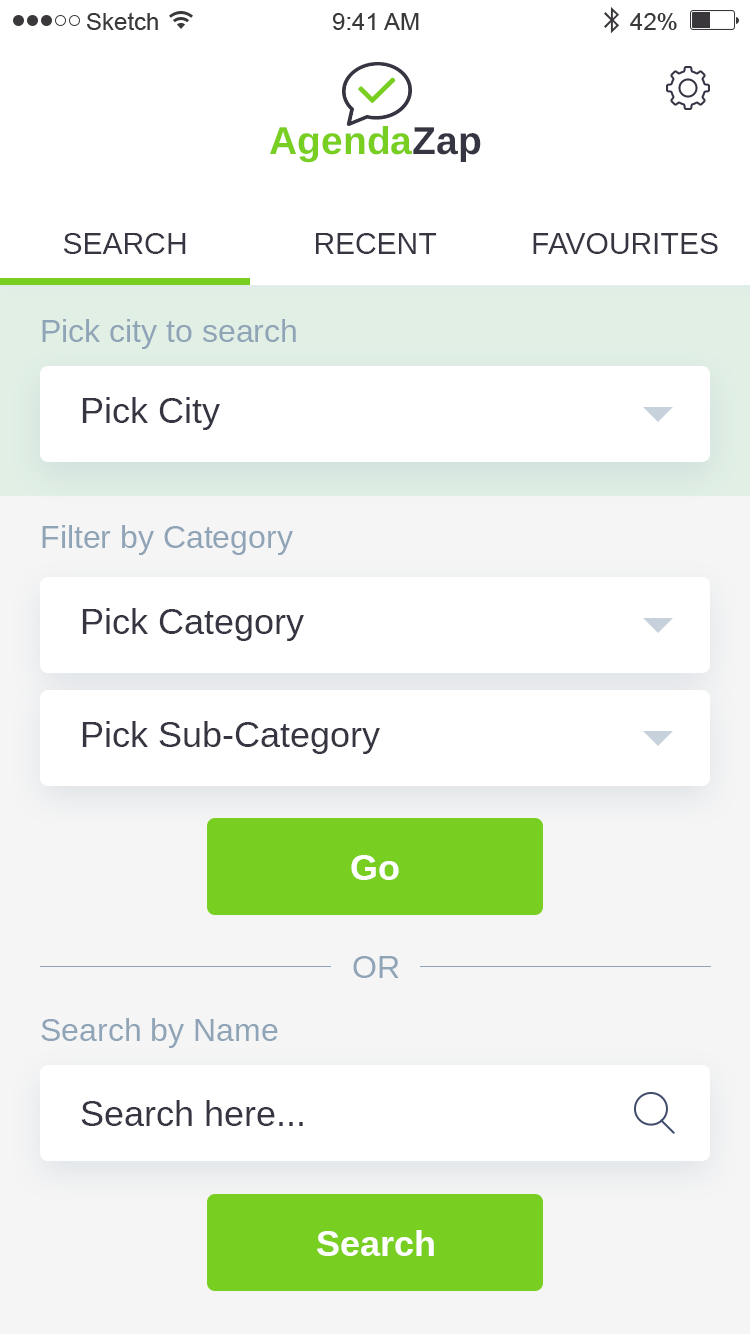 Sketch 9:41 AM 42%
AgendaZap
SEARCH RECENT FAVOURITES
Pick city to search
Pick City
Filter by Category
Pick Category
Pick Sub-Category
Go
OR
Search by Name
Search here...
Search